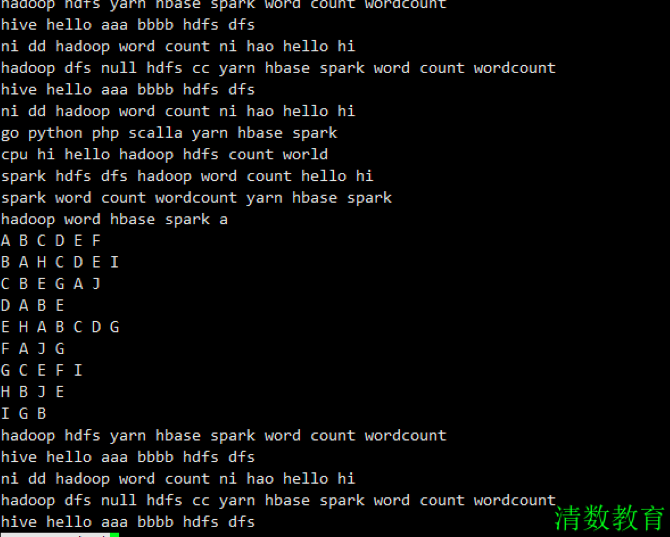 hadoop hdfs yarn hbase spark word count wordcount
hive hello aaa bbbb hdfs dfs
ni dd hadoop word count ni hao hello hi
hadoop dfs null hdfs cc yarn hbase spark word count wordcount
hive hello aaa bbbb hdfs dfs
ni dd hadoop word count ni hao hello hi
go python php scalla yarn hbase spark
cpu hi hello hadoop hdfs count world
spark hdfs dfs hadoop word count hello hi
spark word count wordcount yarn hbase spark
hadoop word hbase spark a
A B C D E F
B A H C D E I
C B E G A J
D A B E
E H A B C D G
F A J G
G C E F I
H B J E
I G B
hadoop hdfs yarn hbase spark word count wordcount
hive hello aaa bbbb hdfs dfs
ni dd hadoop word count ni hao hello hi
hadoop dfs null hdfs cc yarn hbase spark word count wordcount
hive hello aaa bbbb hdfs dfs
清数教育